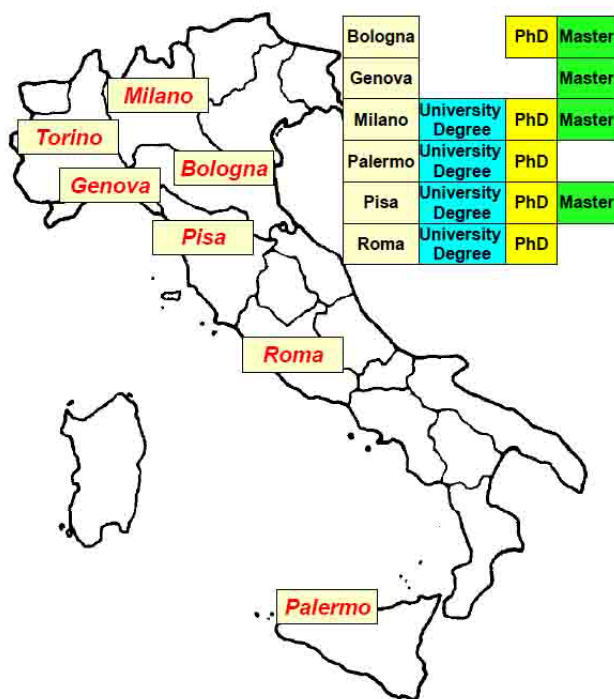 Bologna PhD Master
Genova Master
Milano University Degree PhD Master
Palermo University Degree PhD
Pisa University Degree PhD Master
Roma University Degree PhD
Milano
Torino
Genova
Bologna
Pisa
Roma
Palermo